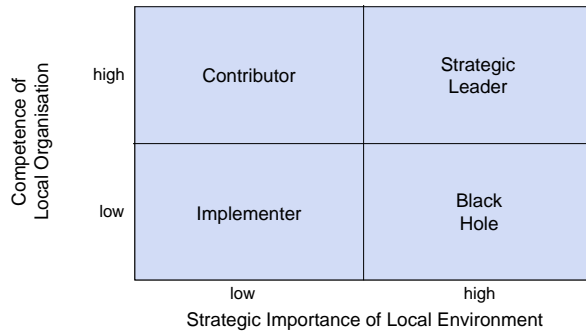 Competence of
Local Organisation
high
Contributor
Strategic
Leader
low
Implementer
Black
Hole
low
high
Strategic Importance of Local Environment